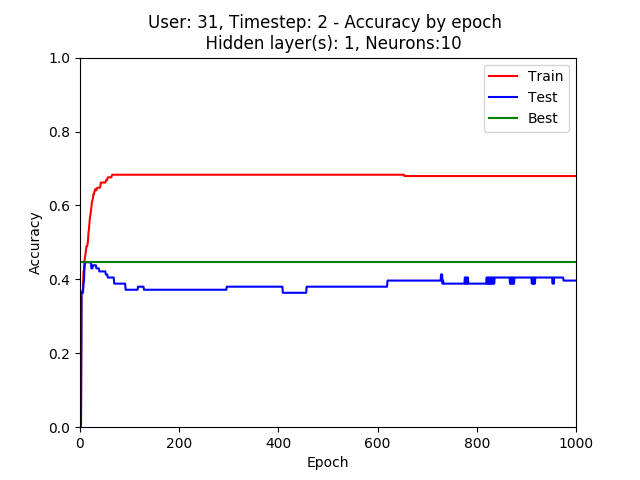 User: 31, Timestep: 2 - Accuracy by epoch
Hidden layer(s): 1, Neurons:10
Train
Test
Best
Accuracy
1.0
0.8
0.6
0.4
0.2
0.0
0 200 400 600 800 1000
Epoch